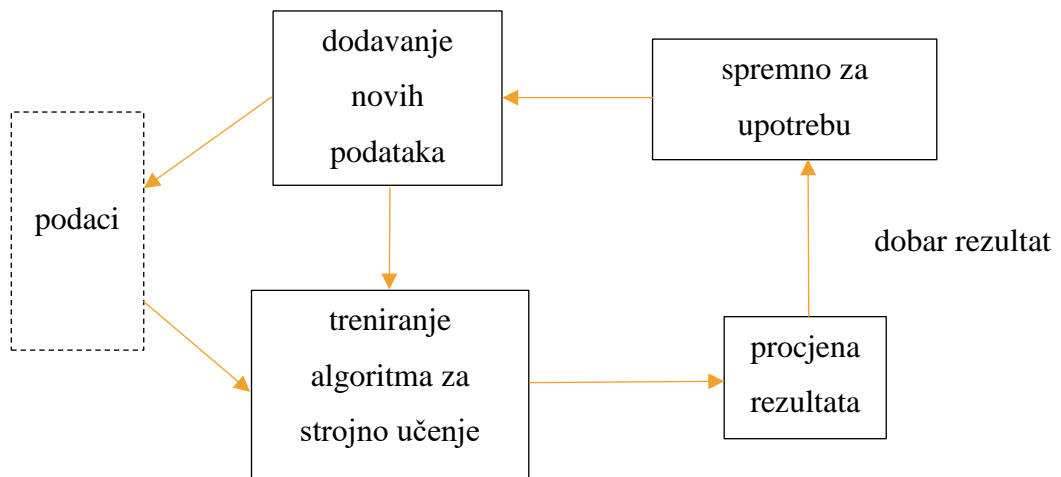 dodavanje
novih
podataka
spremno za
upotrebu
podaci
dobar rezultat
treniranje
algoritma za
strojno učenje
procjena
rezultata